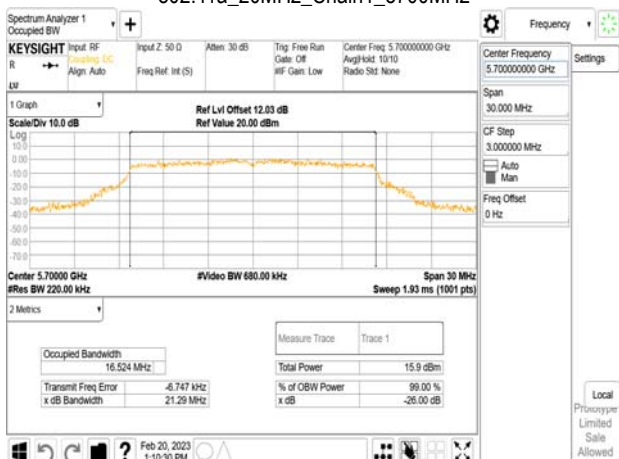 Spectrum Analyzer 1
Occupied BW
+
Frequency
KEYSIGHT
R
Input: RF
Coupling: DC
Align: Auto
Input Z: 50 Ω
Freq Ref: Int (S)
Atten: 30 dB
Trig: Free Run
Gate: Off
#IF Gain: Low
Center Freq: 5.700000000 GHz
Avg|Hold: 10/10
Radio Std: None
Center Frequency
5.700000000 GHz
Settings
Span
30.000 MHz
CF Step
3.000000 MHz
Auto
Man
Freq Offset
0 Hz
1 Graph
Scale/Div 10.0 dB
Ref Lvl Offset 12.03 dB
Ref Value 20.00 dBm
Log
10.0
0.00
-10.0
-20.0
-30.0
-40.0
-50.0
-60.0
-70.0
Center 5.70000 GHz
#Res BW 220.00 kHz
#Video BW 680.00 kHz
Span 30 MHz
Sweep 1.93 ms (1001 pts)
2 Metrics
Measure Trace Trace 1
Occupied Bandwidth
16.524 MHz
Total Power 15.9 dBm
Transmit Freq Error -6.747 kHz
% of OBW Power 99.00 %
x dB Bandwidth 21.29 MHz
x dB -26.00 dB
Local
Prototype
Limited
Sale
Allowed
?
Feb 20, 2023
1:10:30 PM